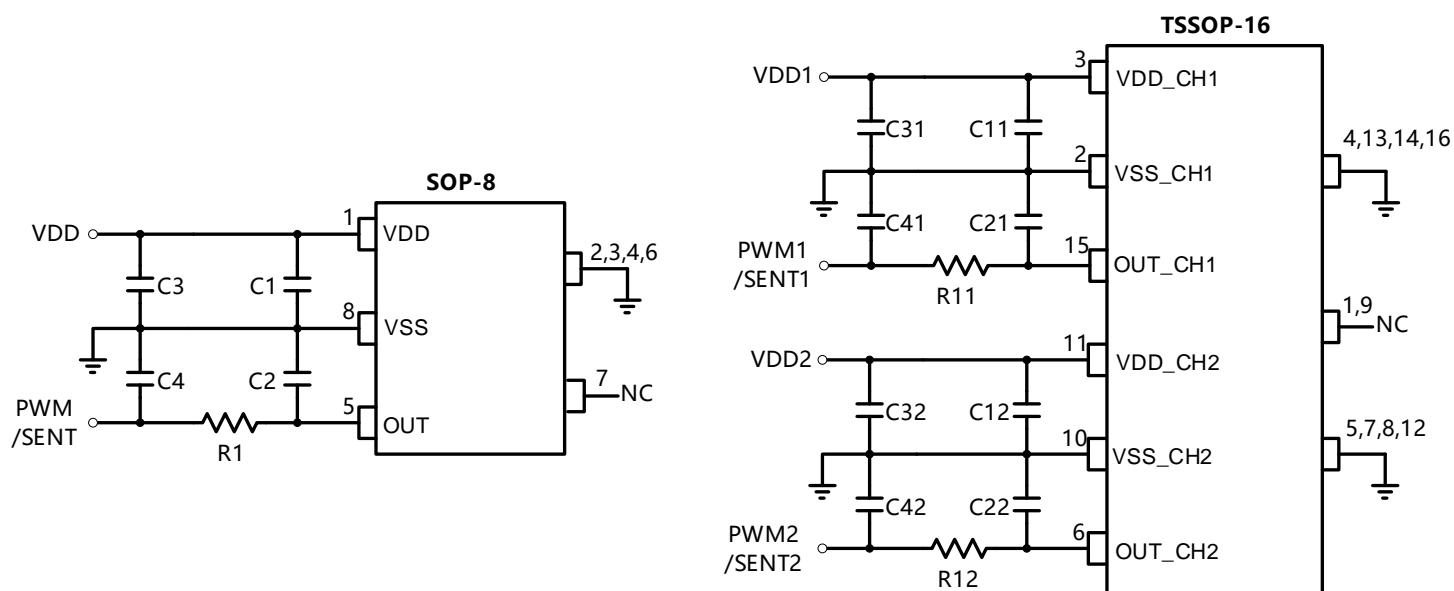 SOP-8
VDD
1
VDD
C3
C1
2,3,4,6
8
VSS
C4
C2
7
NC
PWM
/SENT
5
OUT
R1
TSSOP-16
VDD1
3
VDD_CH1
C31
C11
4,13,14,16
2
VSS_CH1
C41
C21
PWM1
/SENT1
15
OUT_CH1
R11
1,9
NC
VDD2
11
VDD_CH2
C32
C12
5,7,8,12
10
VSS_CH2
C42
C22
PWM2
/SENT2
6
OUT_CH2
R12